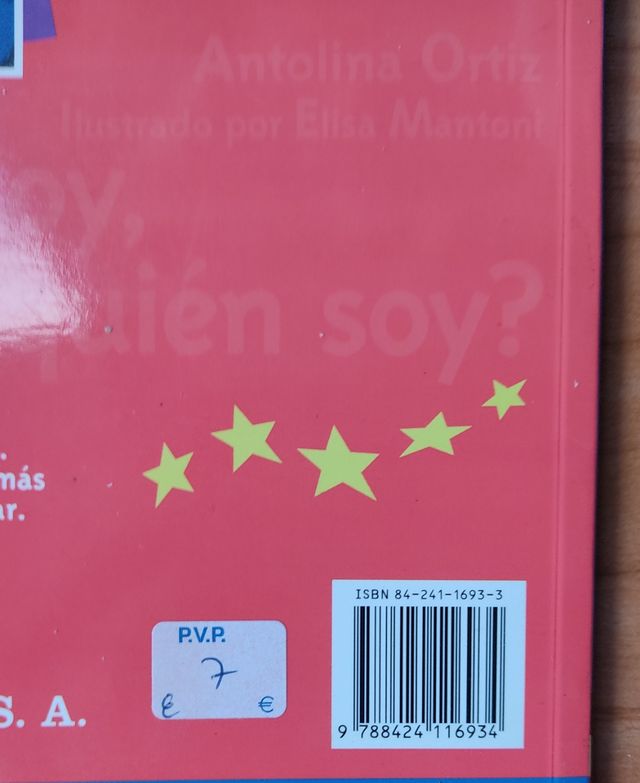 Antolina Ortiz
Ilustrado por Elisa Mantoni
oy,
quién soy?
.
más
ar.
ISBN 84-241-1693-3
P.V.P.
7
€ €
S. A.
9 788424 116934